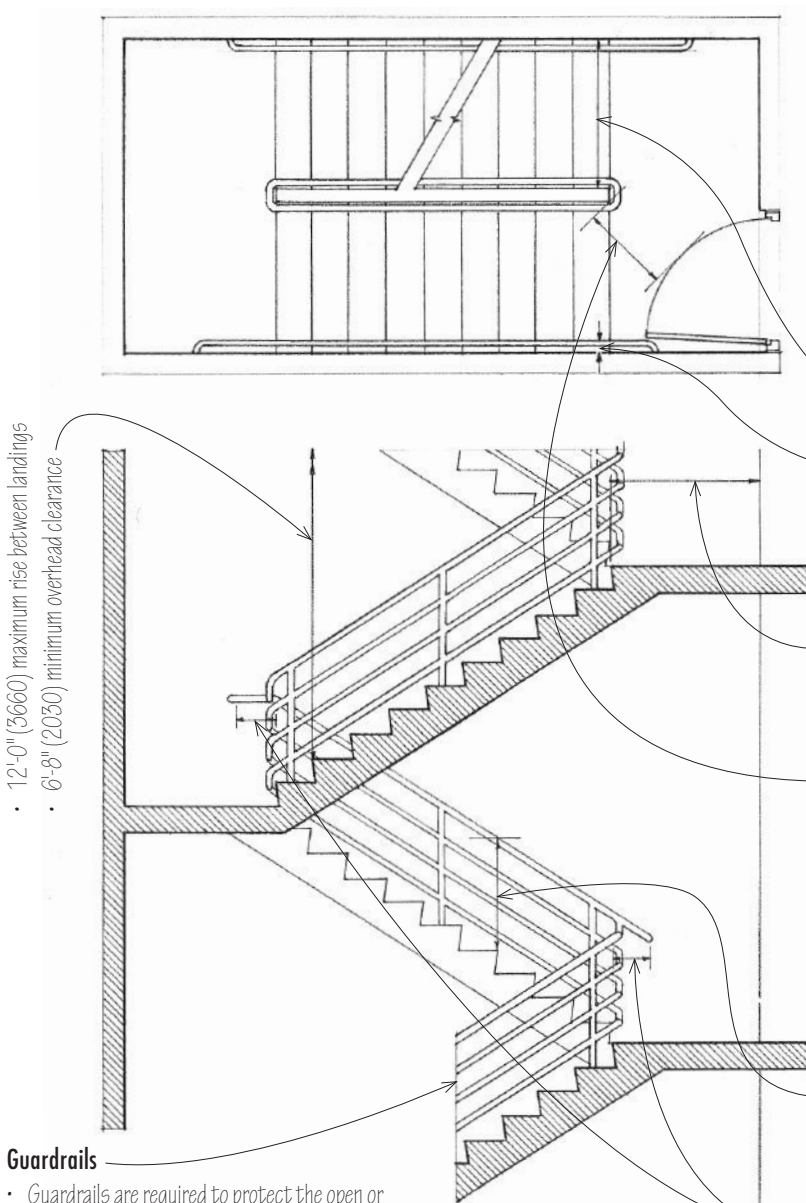 • 12'-0" (3660) maximum rise between landings
• 6'-8" (2030) minimum overhead clearance
Guardrails
• Guardrails are required to protect the open or